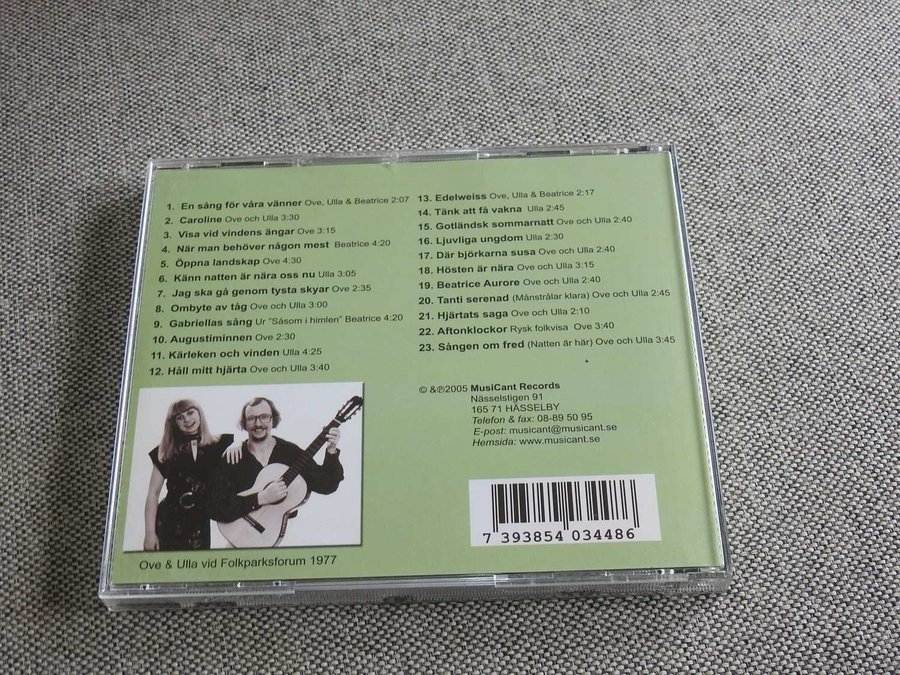 1. En sång för våra vänner Ove, Ulla & Beatrice 2:07
2. Caroline Ove och Ulla 3:30
3. Visa vid vindens ängar Ove 3:15
4. När man behöver någon mest Beatrice 4:20
5. Öppna landskap Ove 4:30
6. Känn natten är nära oss nu Ulla 3:05
7. Jag ska gå genom tysta skyar Ove 2:35
8. Ombyte av tåg Ove och Ulla 3:00
9. Gabriellas sång Ur "Såsom i himlen" Beatrice 4:20
10. Augustiminnen Ove 2:30
11. Kärleken och vinden Ulla 4:25
12. Håll mitt hjärta Ove och Ulla 3:40
13. Edelweiss Ove, Ulla & Beatrice 2:17
14. Tänk att få vakna Ulla 2:45
15. Gotländsk sommarnatt Ove och Ulla 2:40
16. Ljuvliga ungdom Ulla 2:30
17. Där björkarna susa Ove och Ulla 2:40
18. Hösten är nära Ove och Ulla 3:15
19. Beatrice Aurore Ove och Ulla 2:40
20. Tanti serenad (Månstrålar klara) Ove och Ulla 2:45
21. Hjärtats saga Ove och Ulla 2:10
22. Aftonklockor Rysk folkvisa Ove 3:40
23. Sången om fred (Natten är här) Ove och Ulla 3:45
© &℗2005 MusiCant Records
Nässelstigen 91
165 71 HÄSSELBY
Telefon & fax: 08-89 50 95
E-post: musicant@musicant.se
Hemsida: www.musicant.se
7 393854 034486
Ove & Ulla vid Folkparksforum 1977